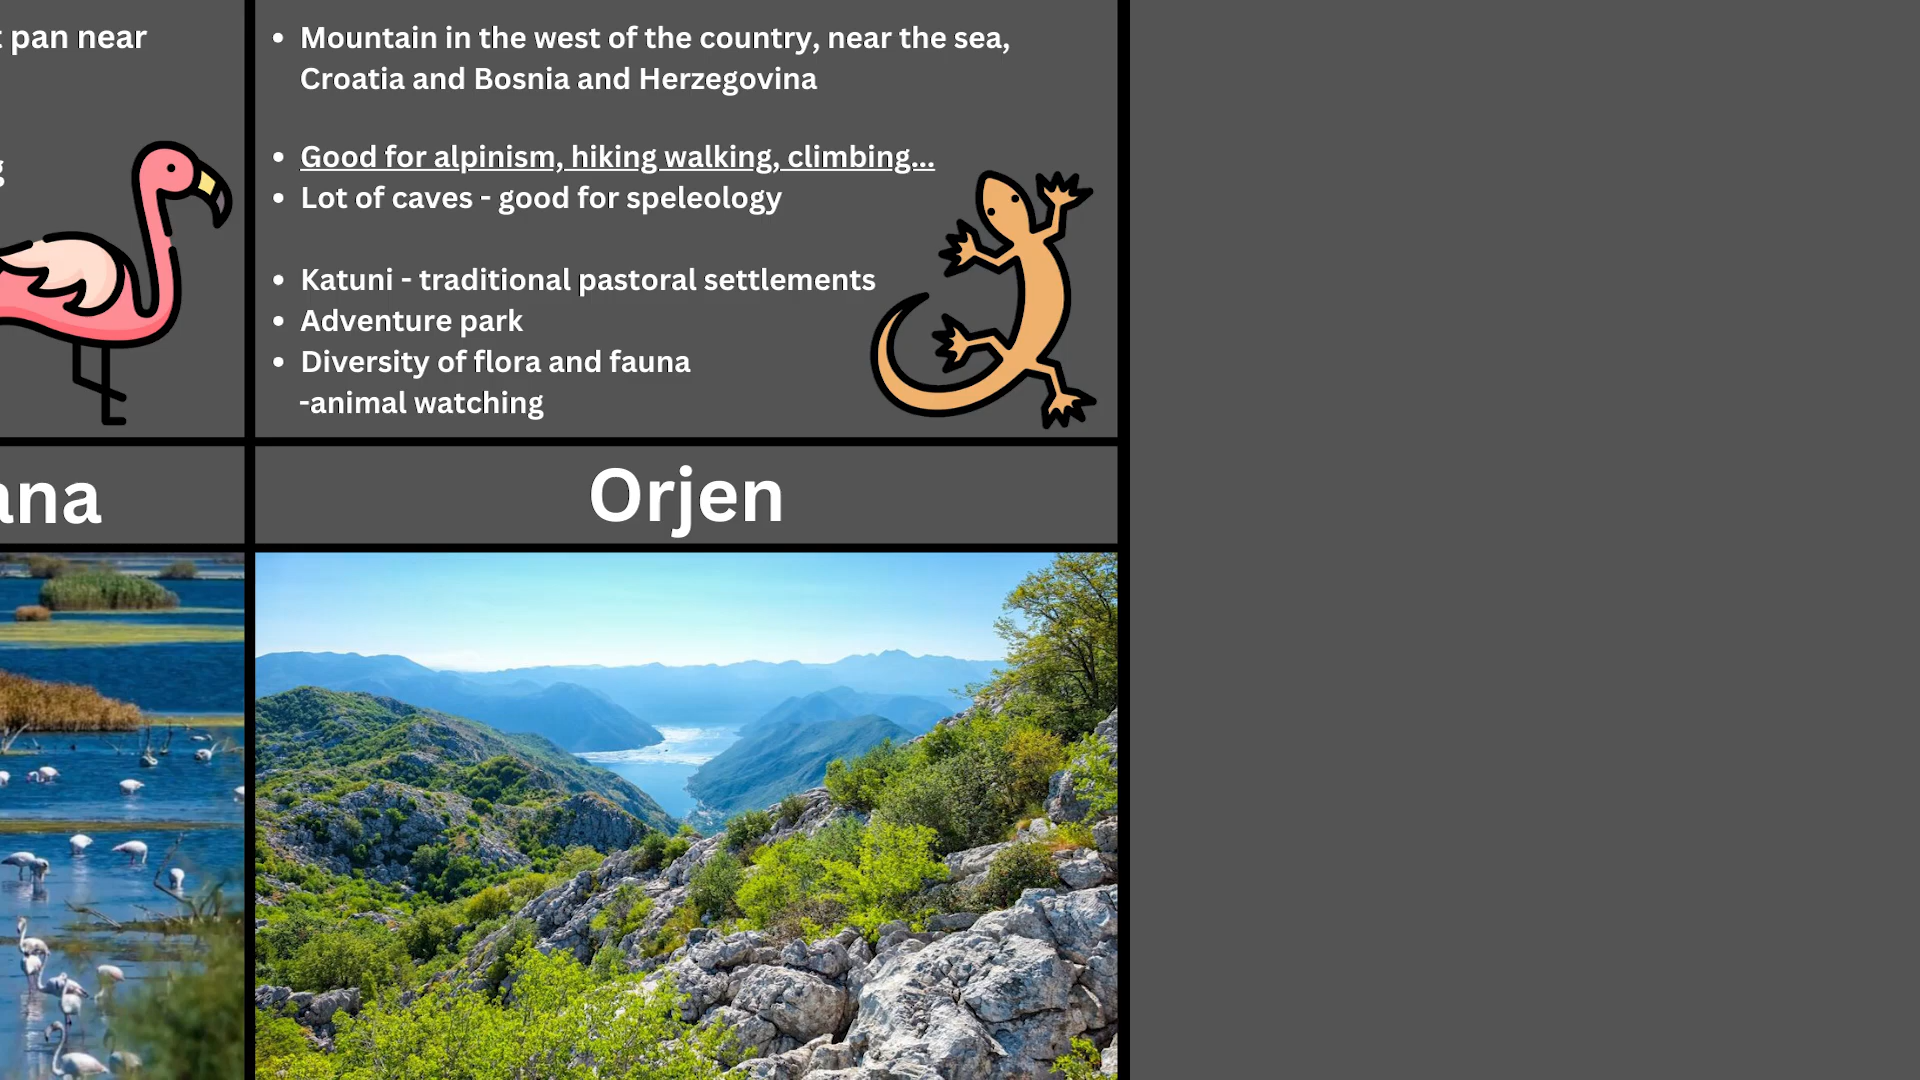 pan near
g
ana
Mountain in the west of the country, near the sea,
Croatia and Bosnia and Herzegovina
Good for alpinism, hiking walking, climbing...
Lot of caves - good for speleology
Katuni - traditional pastoral settlements
Adventure park
Diversity of flora and fauna
-animal watching
Orjen